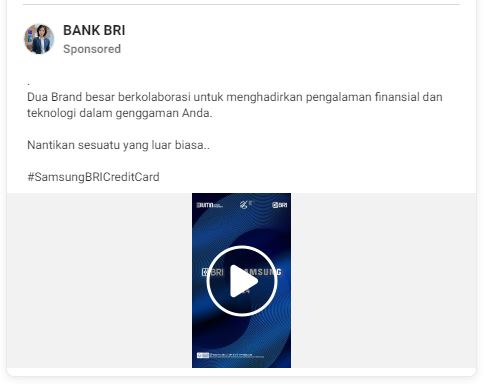 BANK BRI
Sponsored
.
Dua Brand besar berkolaborasi untuk menghadirkan pengalaman finansial dan
teknologi dalam genggaman Anda.
Nantikan sesuatu yang luar biasa..
#SamsungBRICreditCard
BUMN BRI
BRI SAMSUNG